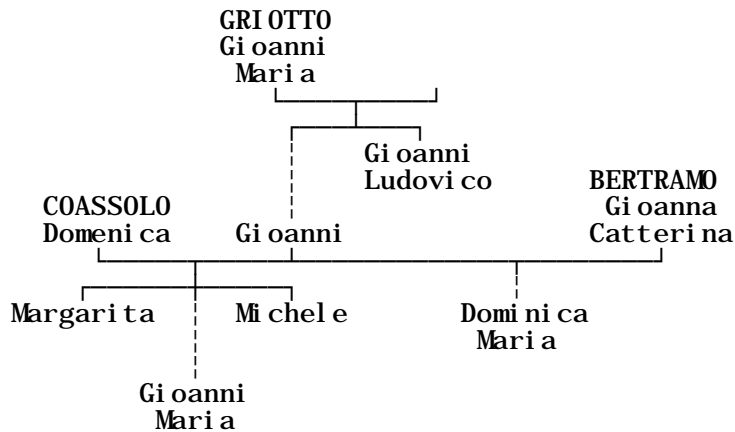 GRIOTTO
Gioanni
Maria
Gioanni
Ludovico
BERTRAMO
COASSOLO
Gioanna
Domenica
Gioanni
Catterina
Margarita
Michele
Dominica
Maria
Gioanni
Maria